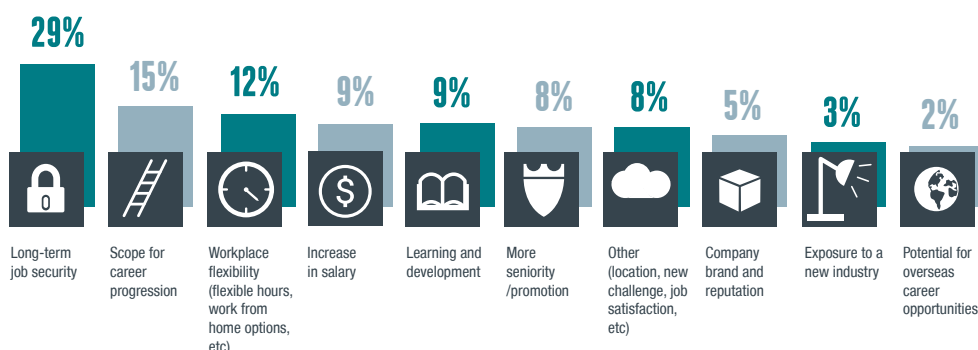 29%
15%
12%
9%
9%
8%
8%
5%
3%
2%
$
Long-term
job security
Scope for
career
progression
Workplace
flexibility
(flexible hours,
work from
home options,
etc)
Increase
in salary
Learning and
development
More
seniority
/promotion
Other
(location, new
challenge, job
satisfaction,
etc)
Company
brand and
reputation
Exposure to a
new industry
Potential for
overseas
career
opportunities